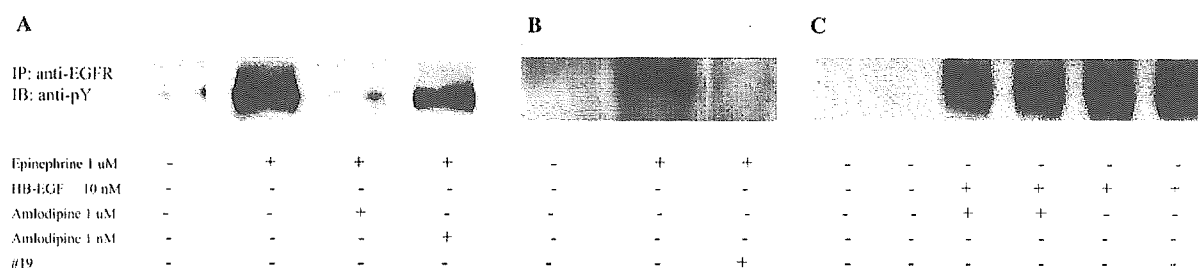 A B C
IP: anti-EGFR
IB: anti-pY
Epinephrine 1 uM - + + + - + + - - - - - -
HB-EGF 10 nM - - - - - - - - - + + + +
Amlodipine 1 uM - - + - - - - - - + + - -
Amlodipine 1 nM - - - + - - - - - - - - -
#19 - - - - - - + - - - - - -